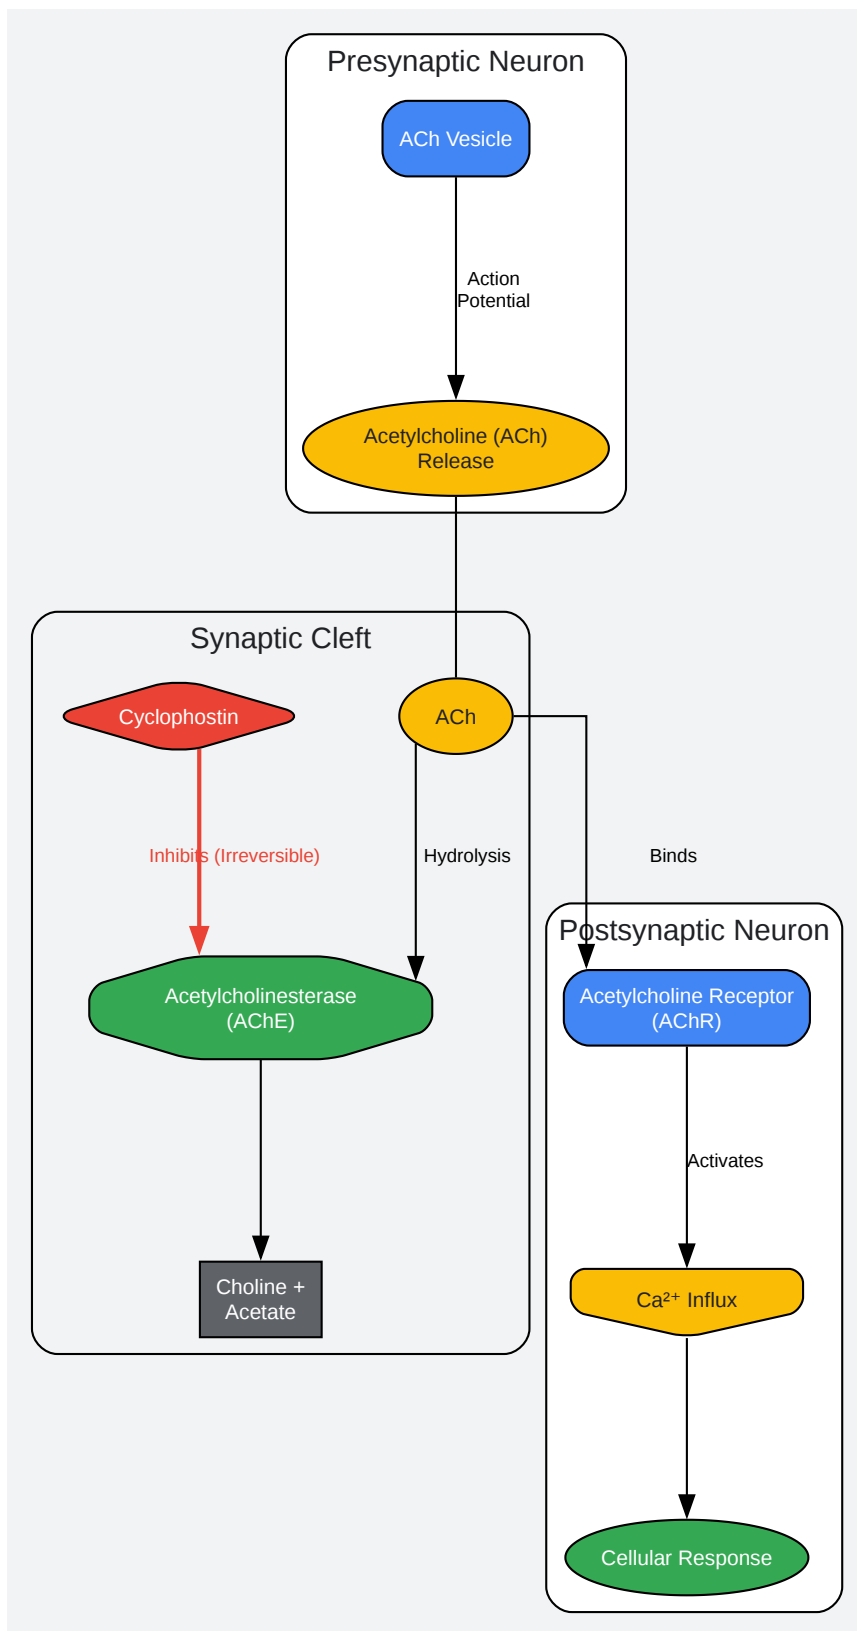 Presynaptic Neuron
ACh Vesicle
Action
Potential
Acetylcholine (ACh)
Release
Synaptic Cleft
Cyclophostin
ACh
Inhibits (Irreversible)
Hydrolysis
Binds
Postsynaptic Neuron
Acetylcholinesterase
(AChE)
Acetylcholine Receptor
(AChR)
Activates
Choline +
Acetate
Ca²⁺ Influx
Cellular Response